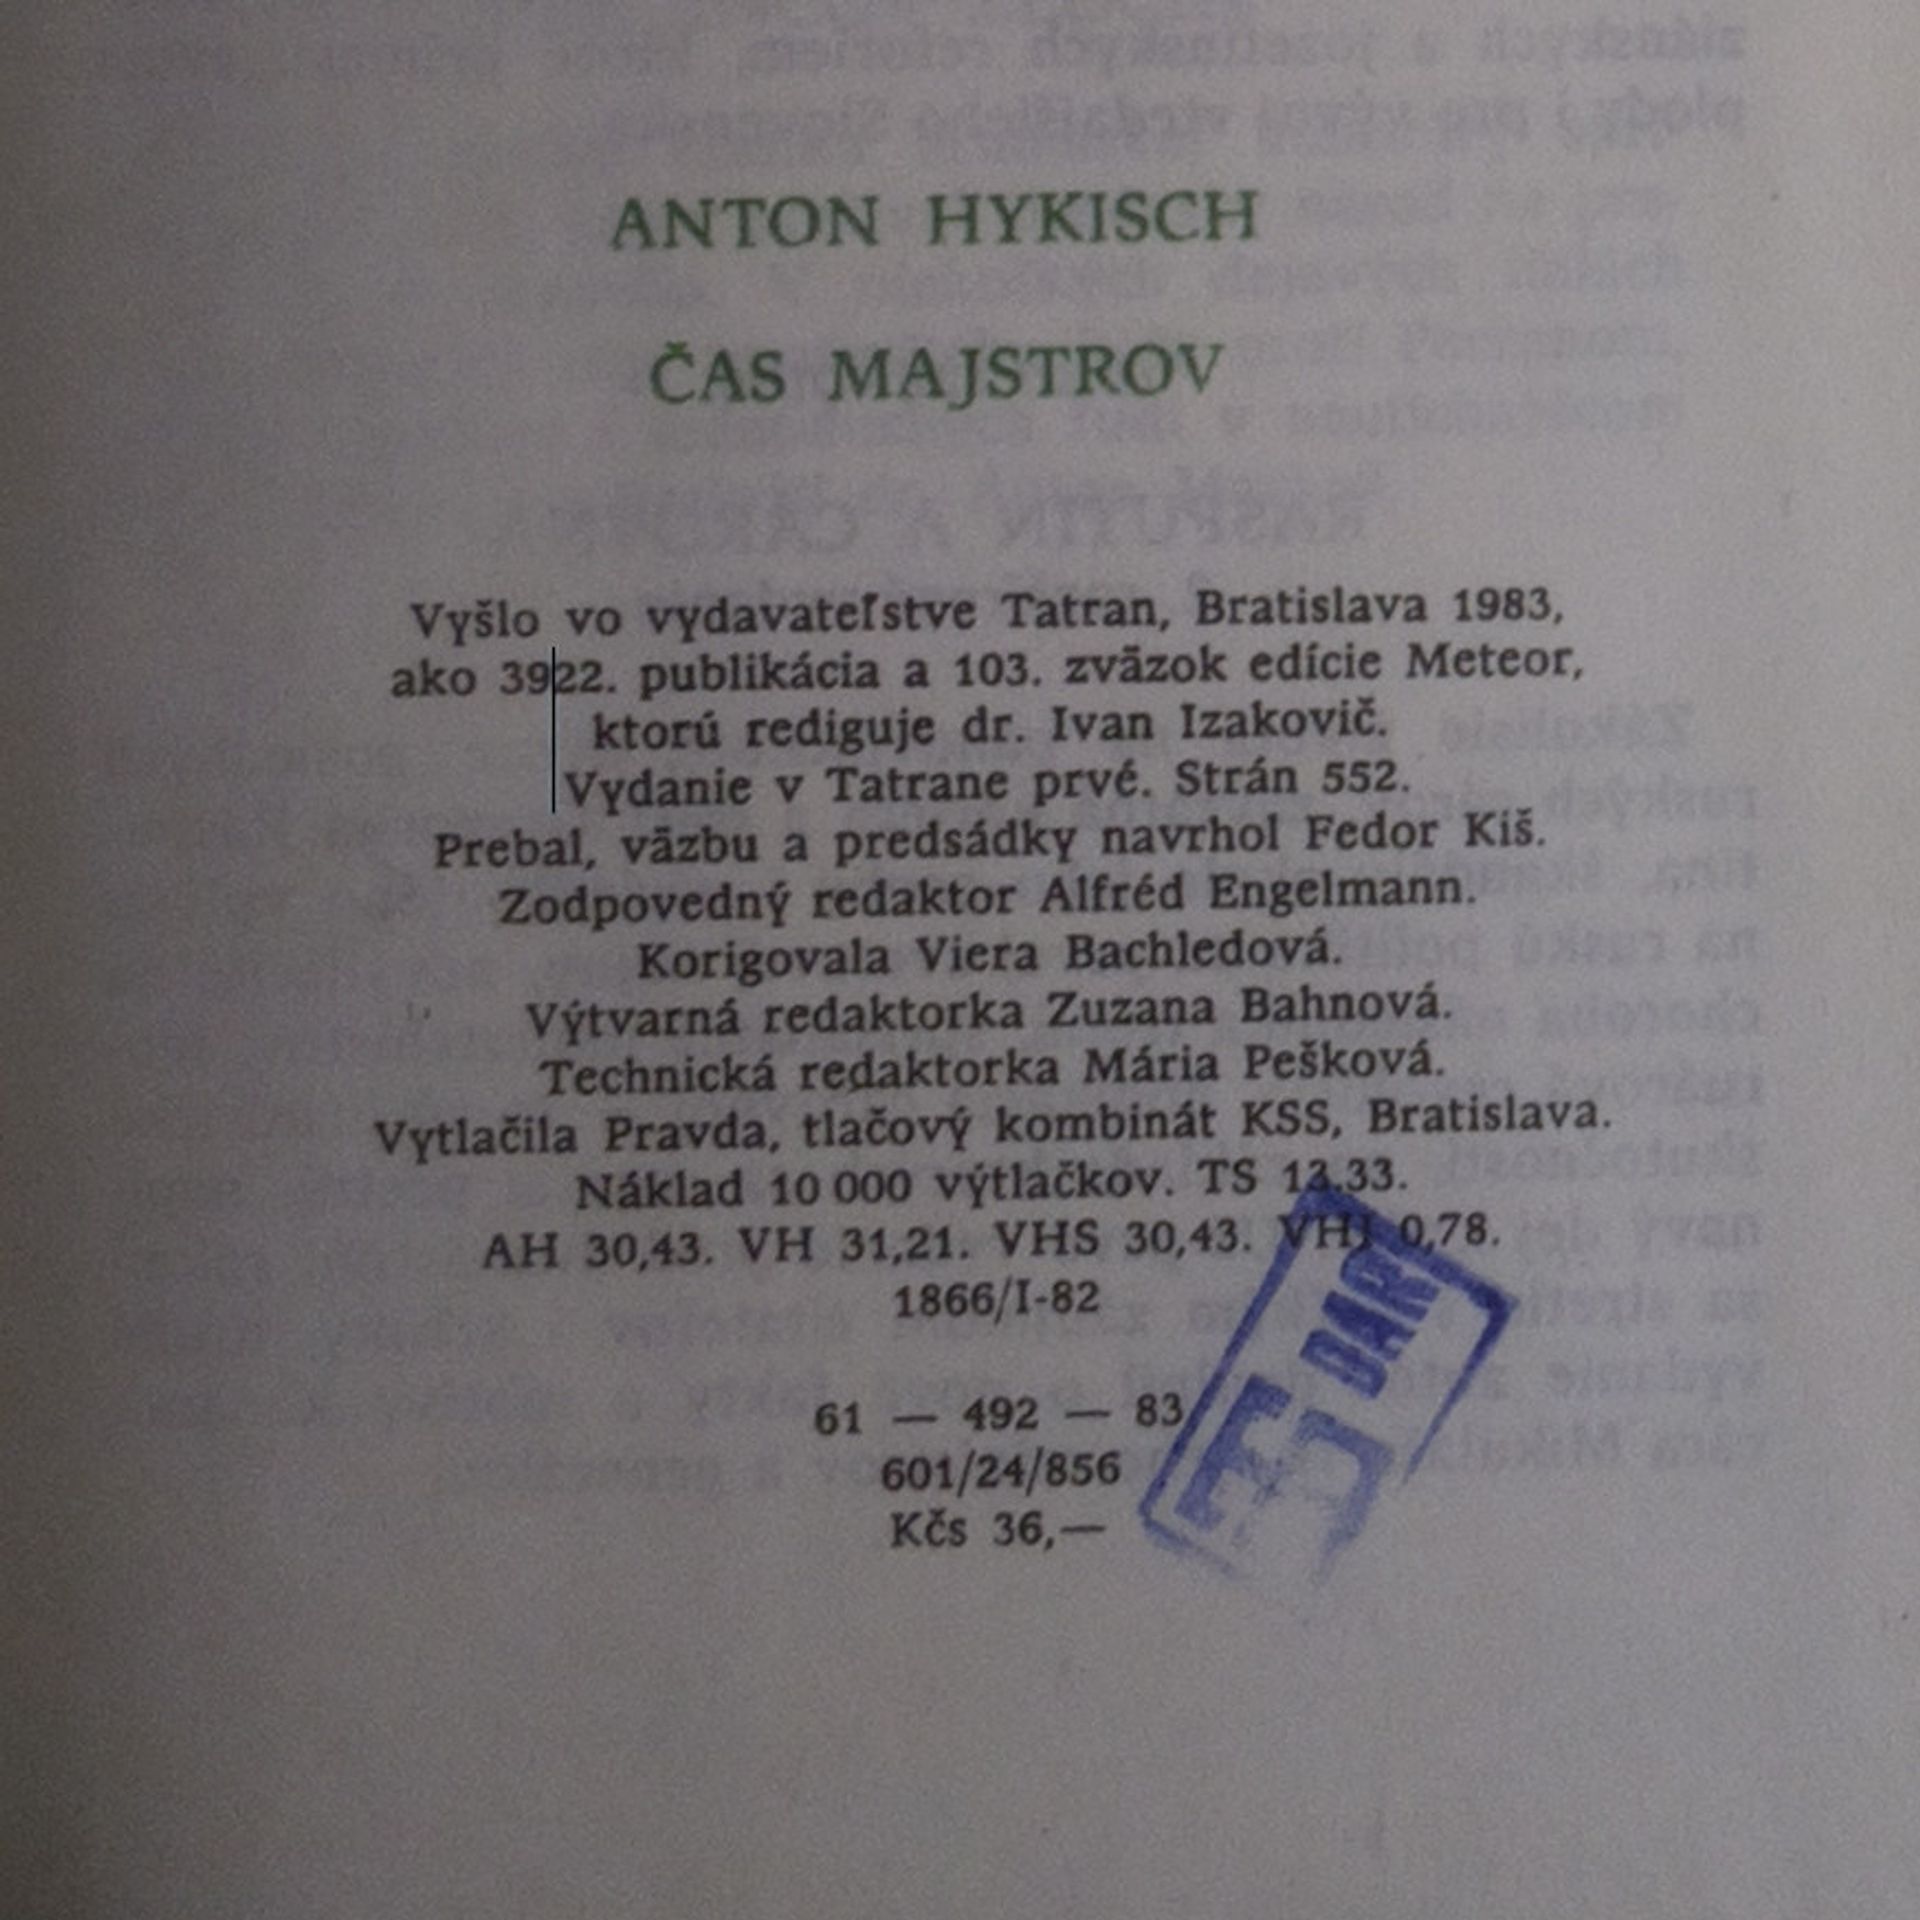 ANTON HYKISCH
ČAS MAJSTROV
Vyšlo vo vydavateľstve Tatran, Bratislava 1983,
ako 3922. publikácia a 103. zväzok edície Meteor,
ktorú rediguje dr. Ivan Izakovič.
Vydanie v Tatrane prvé. Strán 552.
Prebal, väzbu a predsádky navrhol Fedor Kiš.
Zodpovedný redaktor Alfréd Engelmann.
Korigovala Viera Bachledová.
Výtvarná redaktorka Zuzana Bahnová.
Technická redaktorka Mária Pešková.
Vytlačila Pravda, tlačový kombinát KSS, Bratislava.
Náklad 10 000 výtlačkov. TS 13,33.
AH 30,43. VH 31,21. VHS 30,43. VHI 0,78.
1866/I-82
61 — 492 — 83
601/24/856
Kčs 36,—
DAR